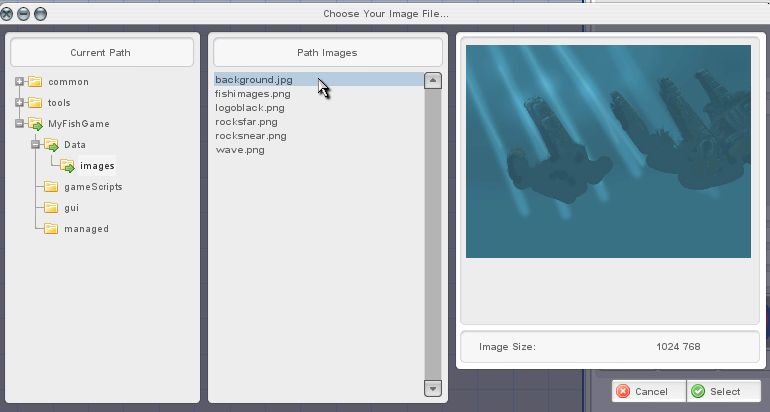 Choose Your Image File...
Current Path
common
tools
MyFishGame
Data
images
gameScripts
gui
managed
Path Images
background.jpg
fishimages.png
logoblack.png
rocksfar.png
rocksnear.png
wave.png
Image Size: 1024 768
Cancel
Select